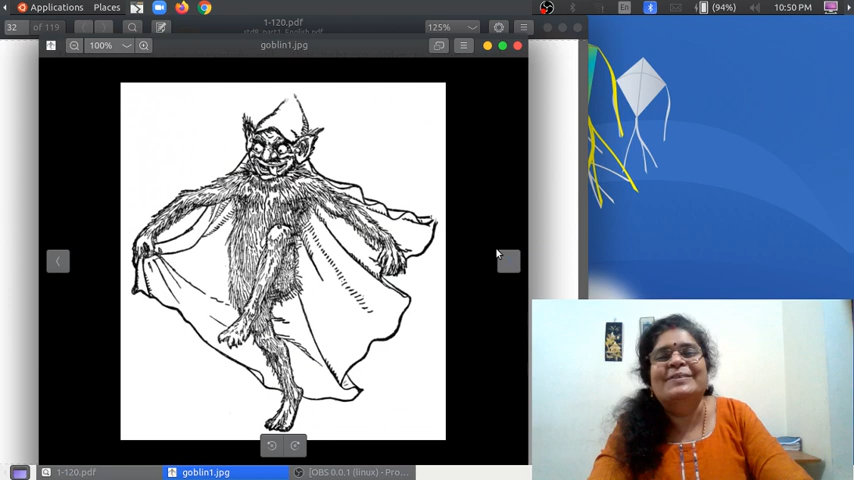 Applications Places En (94%) 10:50 PM
32 of 119 1-120.pdf 125%
goblin1.jpg
100%
1-120.pdf goblin1.jpg [OBS 0.0.1 (linux) - Pro...